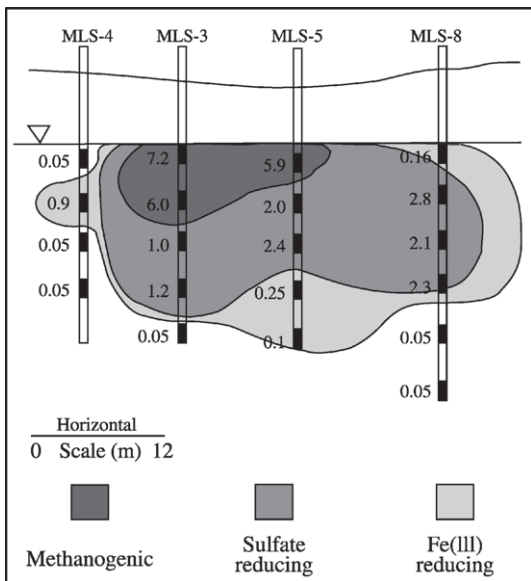 MLS-4 MLS-3 MLS-5 MLS-8
0.05 7.2 5.9 0.16
0.9 6.0 2.0 2.8
0.05 1.0 2.4 2.1
0.05 1.2 0.25 2.3
0.05 0.1 0.05
0.05
Horizontal
0 Scale (m) 12
Methanogenic
Sulfate
reducing
Fe(lll)
reducing